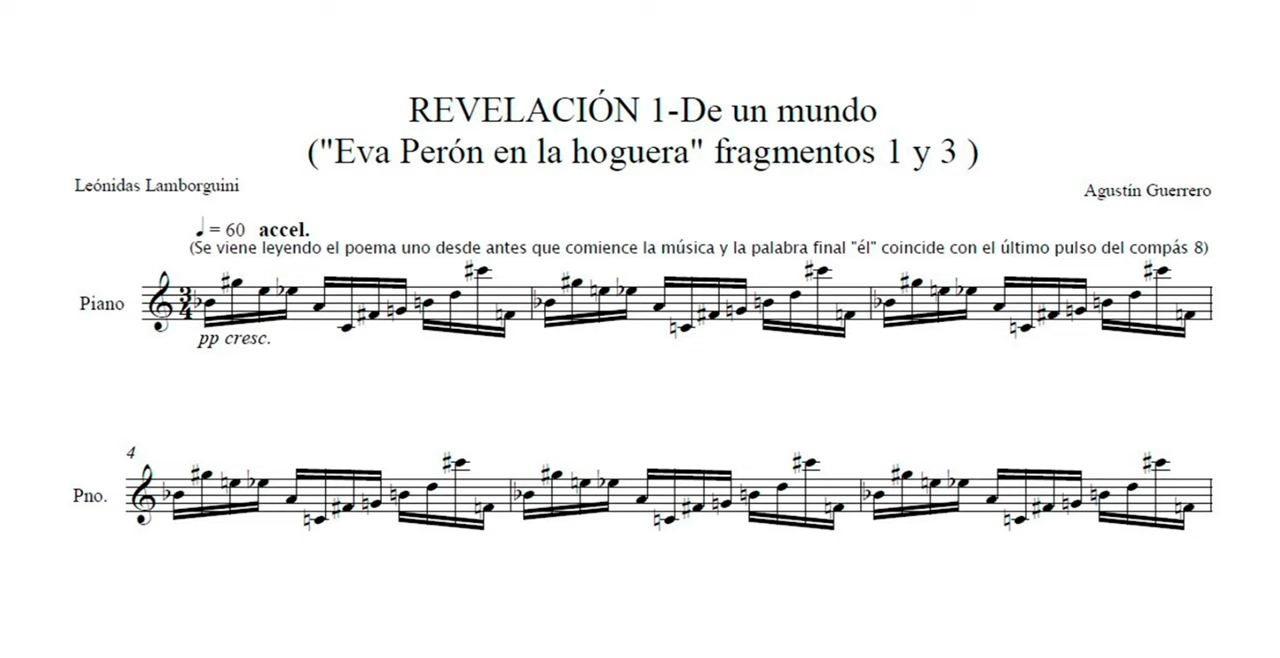 REVELACIÓN 1-De un mundo
("Eva Perón en la hoguera" fragmentos 1 y 3 )
Leónidas Lamborguini
Agustín Guerrero
♩ = 60 accel.
(Se viene leyendo el poema uno desde antes que comience la música y la palabra final "él" coincide con el último pulso del compás 8)
Piano
3/4
pp cresc.
4
Pno.